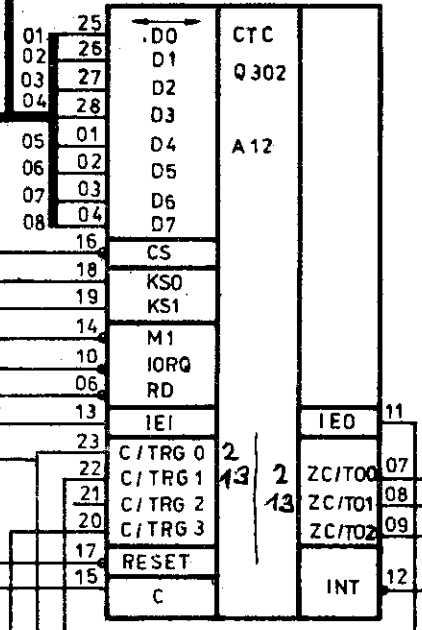 25
01 D0 CTC
02 26
D1 Q302
03 27
04 D2
28
D3
05 01
D4 A12
06 02
D5
07 03
D6
08 04
D7
16
CS
18
KS0
19
KS1
14
M1
10
IORQ
06
RD
13 11
IEI IEO
23
C/TRG 0 2
22 07
C/TRG 1 13 2 ZC/TO0
21 08
C/TRG 2 13 ZC/TO1
20 09
C/TRG 3 ZC/TO2
17
RESET
15 12
C INT